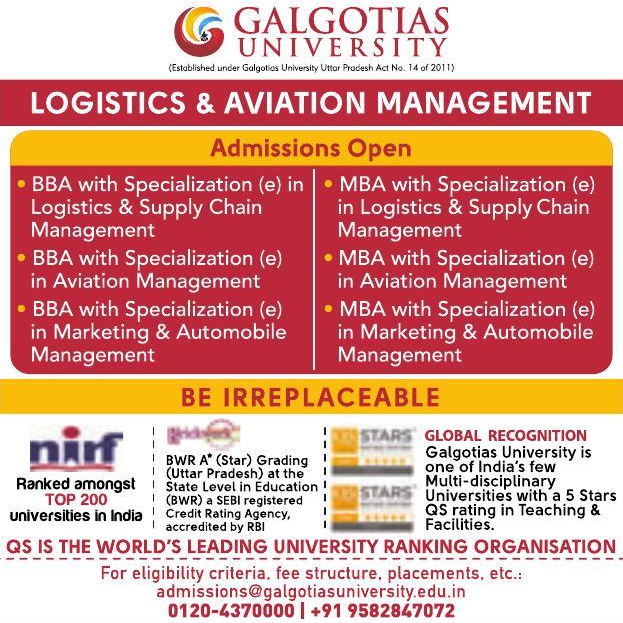 GALGOTIAS
UNIVERSITY
(Established under Galgotias University Uttar Pradesh Act No. 14 of 2011)
LOGISTICS & AVIATION MANAGEMENT
Admissions Open
• BBA with Specialization (e) in
Logistics & Supply Chain
Management
• BBA with Specialization (e)
in Aviation Management
• BBA with Specialization (e)
in Marketing & Automobile
Management
• MBA with Specialization (e)
in Logistics & Supply Chain
Management
• MBA with Specialization (e)
in Aviation Management
• MBA with Specialization (e)
in Marketing & Automobile
Management
BE IRREPLACEABLE
nirf
Ranked amongst
TOP 200
universities in India
Brickwork
BWR A* (Star) Grading
(Uttar Pradesh) at the
State Level in Education
(BWR) a SEBI registered
Credit Rating Agency,
accredited by RBI
STARS
STARS
GLOBAL RECOGNITION
Galgotias University is
one of India's few
Multi-disciplinary
Universities with a 5 Stars
QS rating in Teaching &
Facilities.
QS IS THE WORLD'S LEADING UNIVERSITY RANKING ORGANISATION
For eligibility criteria, fee structure, placements, etc.:
admissions@galgotiasuniversity.edu.in
0120-4370000 | +91 9582847072